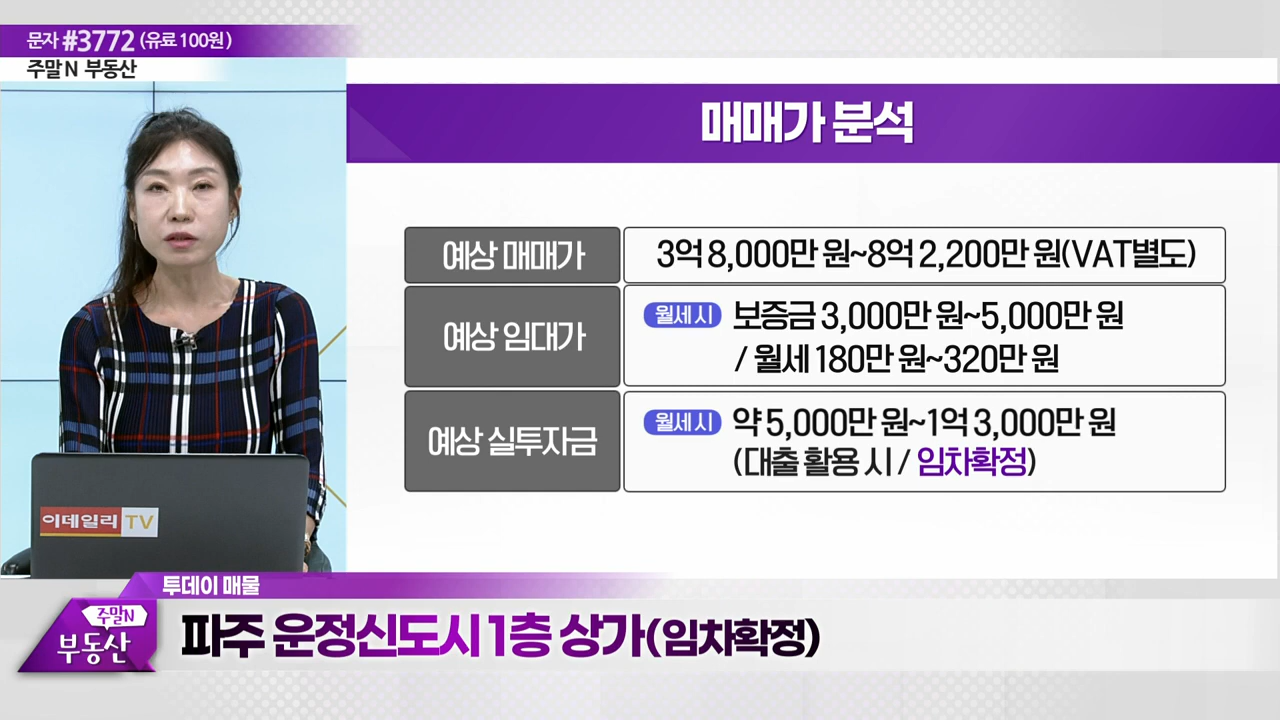 문자 #3772 (유료 100원)
주말N 부동산
매매가 분석
예상 매매가
3억 8,000만 원~8억 2,200만 원(VAT별도)
예상 임대가
월세 시 보증금 3,000만 원~5,000만 원
/ 월세 180만 원~320만 원
예상 실투자금
월세 시 약 5,000만 원~1억 3,000만 원
(대출 활용 시 / 임차확정)
이데일리 TV
투데이 매물
주말N
부동산
파주 운정신도시 1층 상가(임차확정)